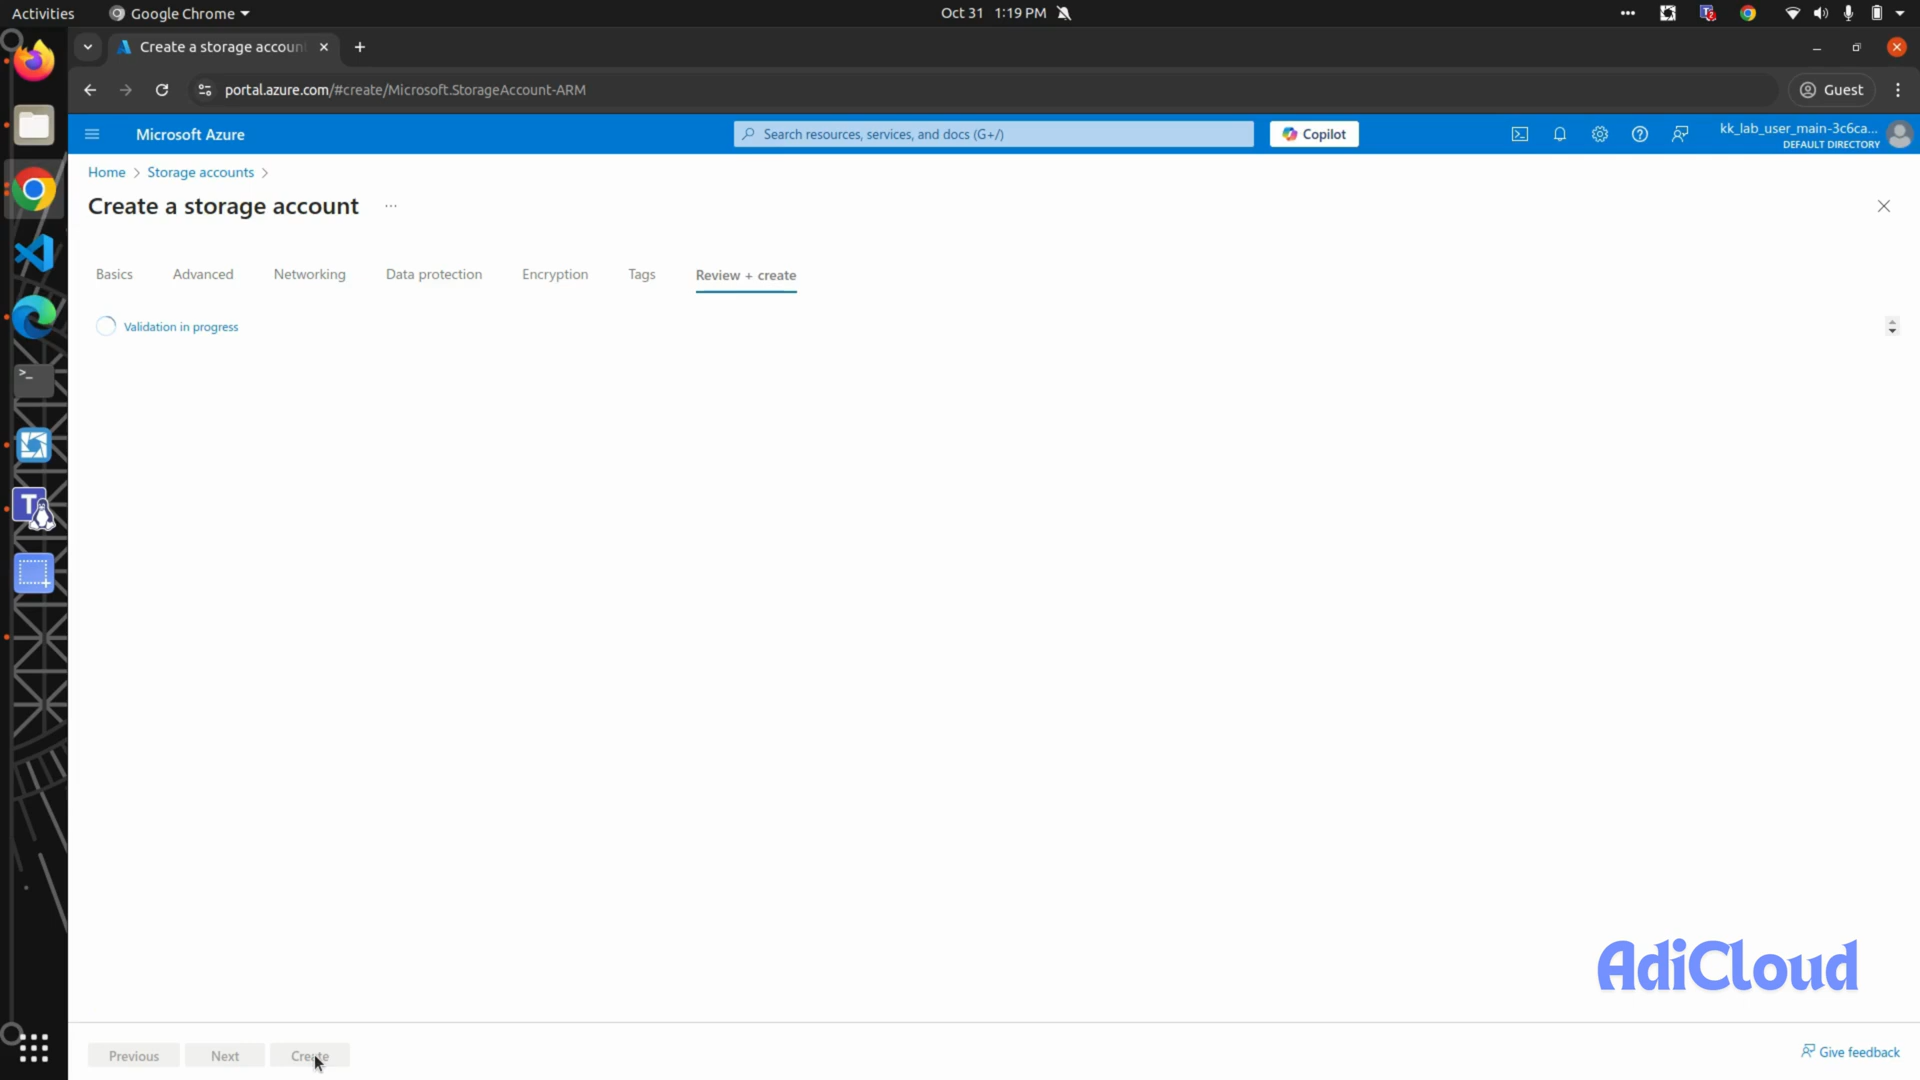 Activities
Google Chrome
Oct 31 1:19 PM
Create a storage accoun
portal.azure.com/#create/Microsoft.StorageAccount-ARM
Guest
Microsoft Azure
Search resources, services, and docs (G+/)
Copilot
kk_lab_user_main-3c6ca...
DEFAULT DIRECTORY
Home > Storage accounts >
Create a storage account ...
Basics
Advanced
Networking
Data protection
Encryption
Tags
Review + create
Validation in progress
AdiCloud
Previous
Next
Create
Give feedback